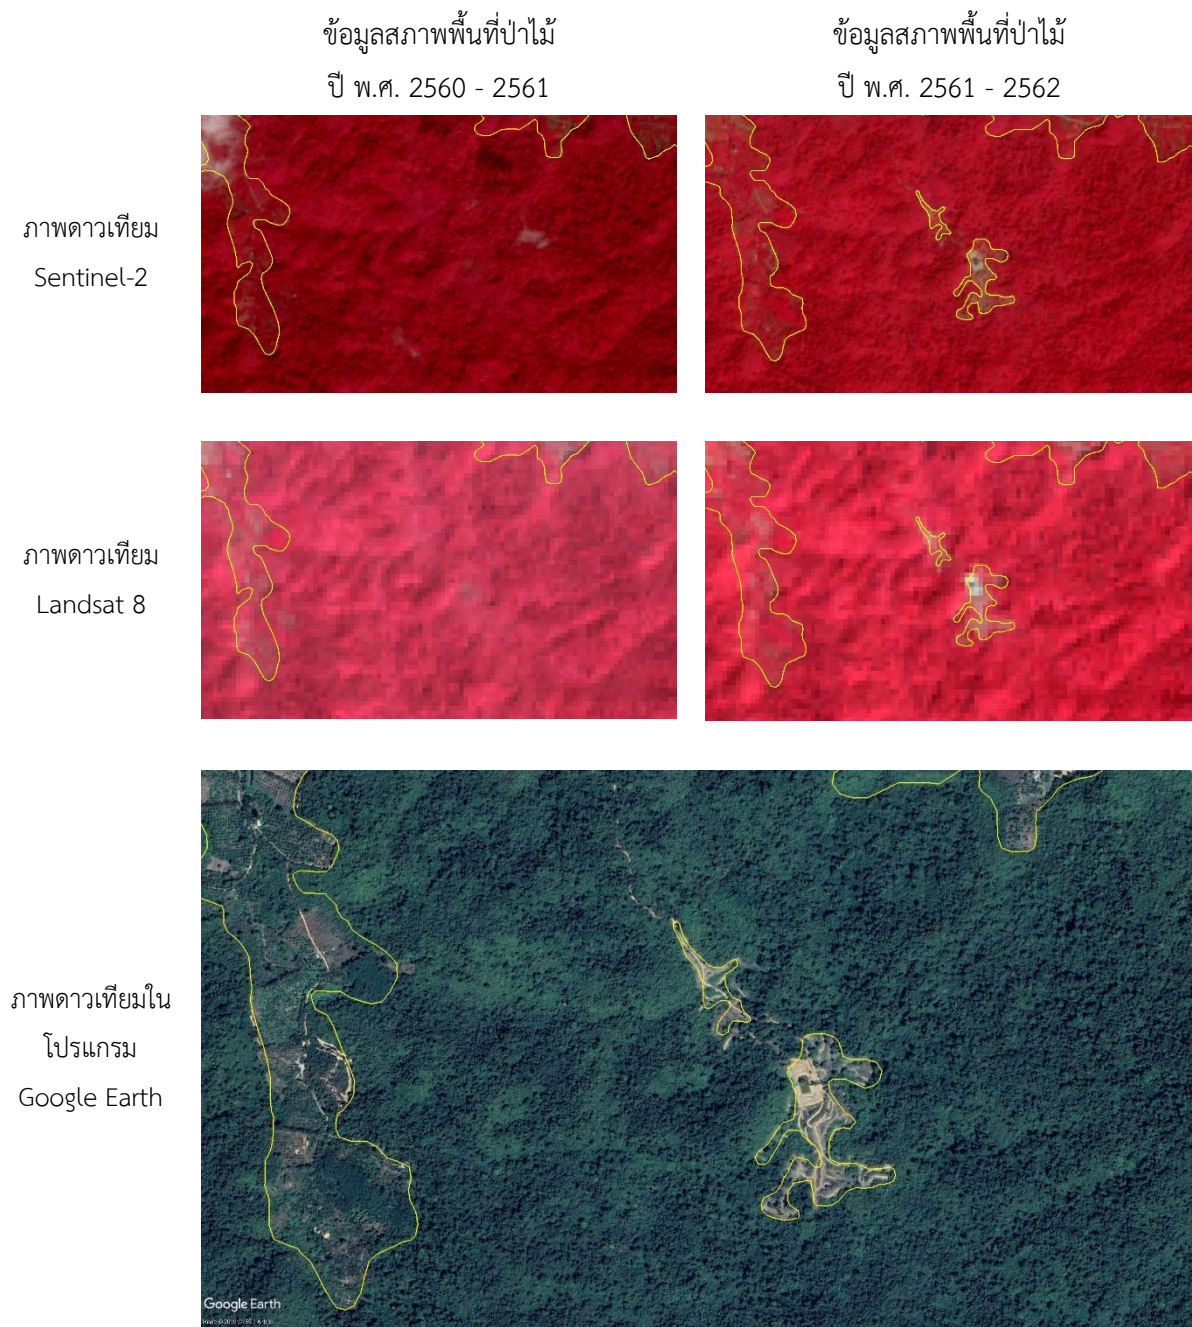 ข้อมูลสภาพพื้นที่ป่าไม้
ปี พ.ศ. 2560 - 2561
ข้อมูลสภาพพื้นที่ป่าไม้
ปี พ.ศ. 2561 - 2562
ภาพดาวเทียม
Sentinel-2
ภาพดาวเทียม
Landsat 8
ภาพดาวเทียมใน
โปรแกรม
Google Earth
Google Earth